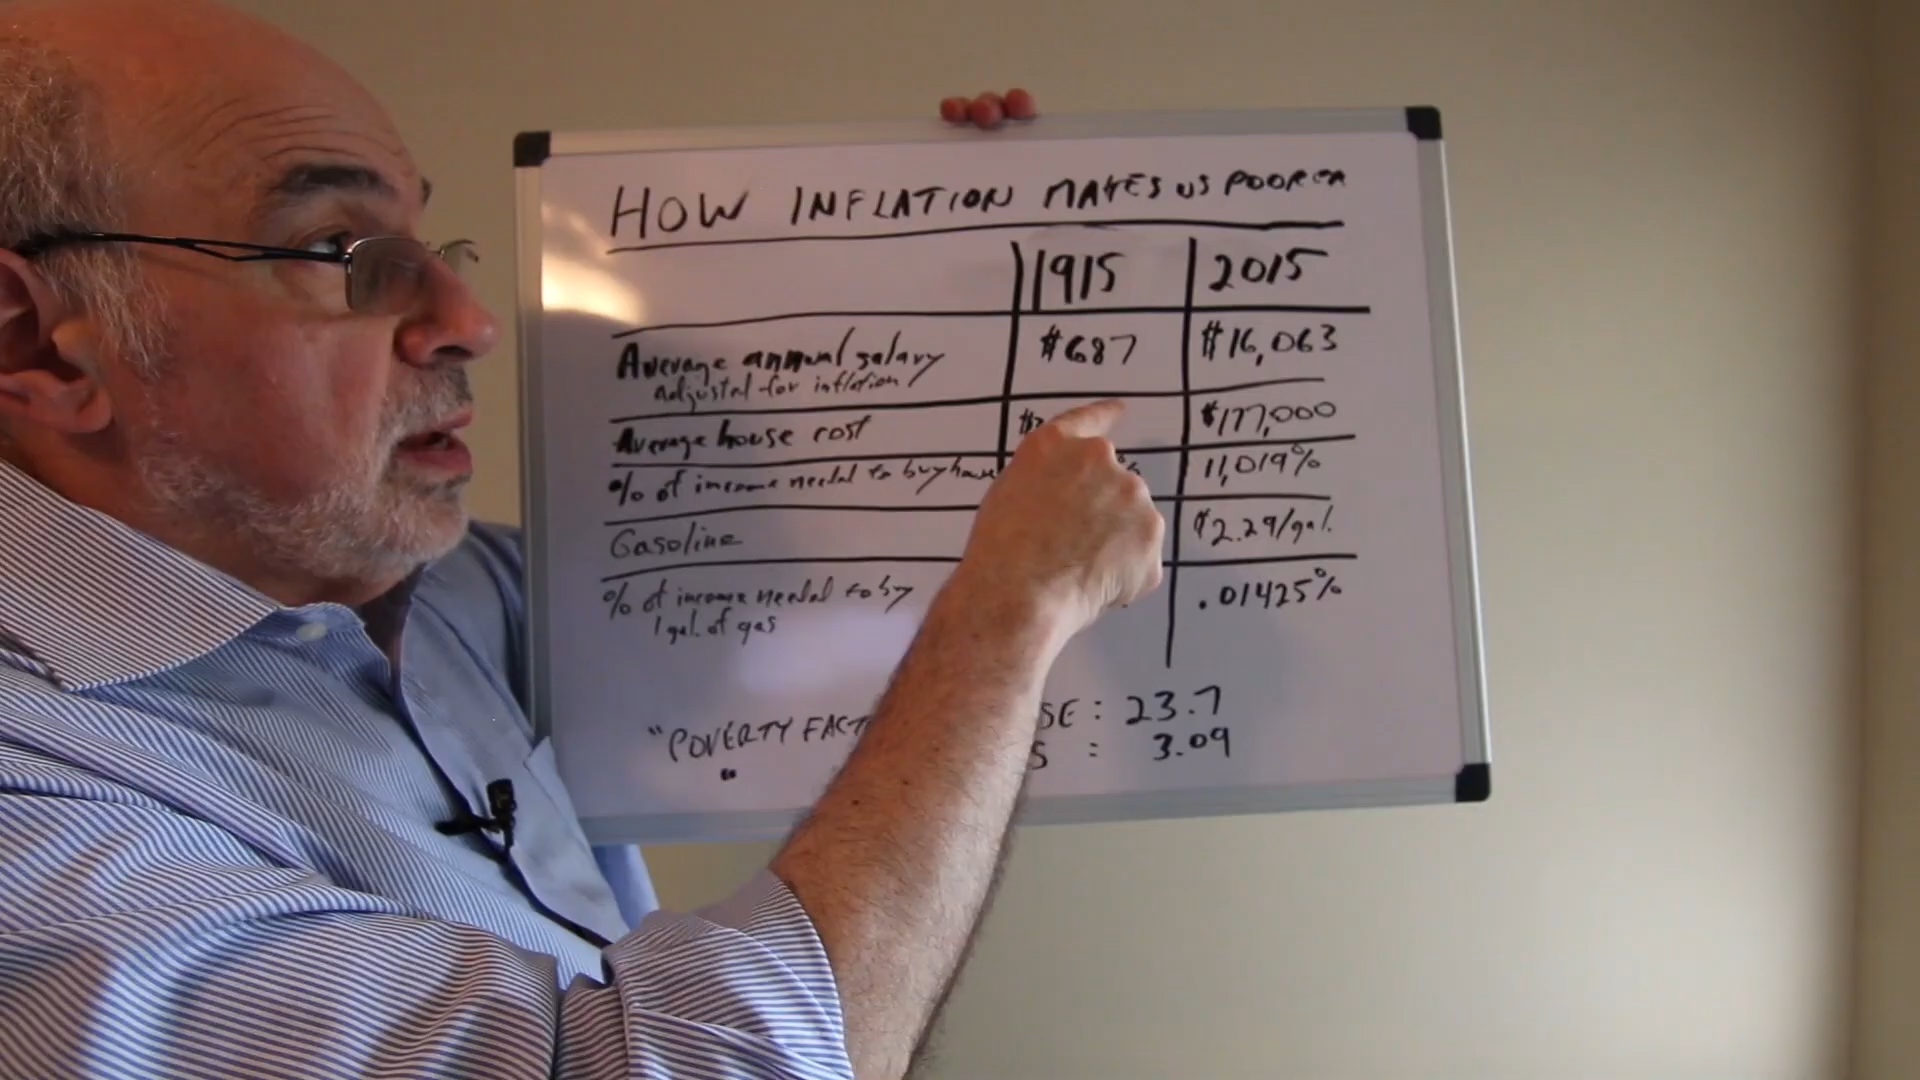 HOW INFLATION MAKES US POORER
1915 2015
Average annual salary $687 $16,063
adjusted for inflation
Average house cost $177,000
% of income needed to buy house % 11,019%
Gasoline $2.29/gal.
% of income needed to by .01425%
1 gal. of gas
"POVERTY FACT SE: 23.7
" S : 3.09